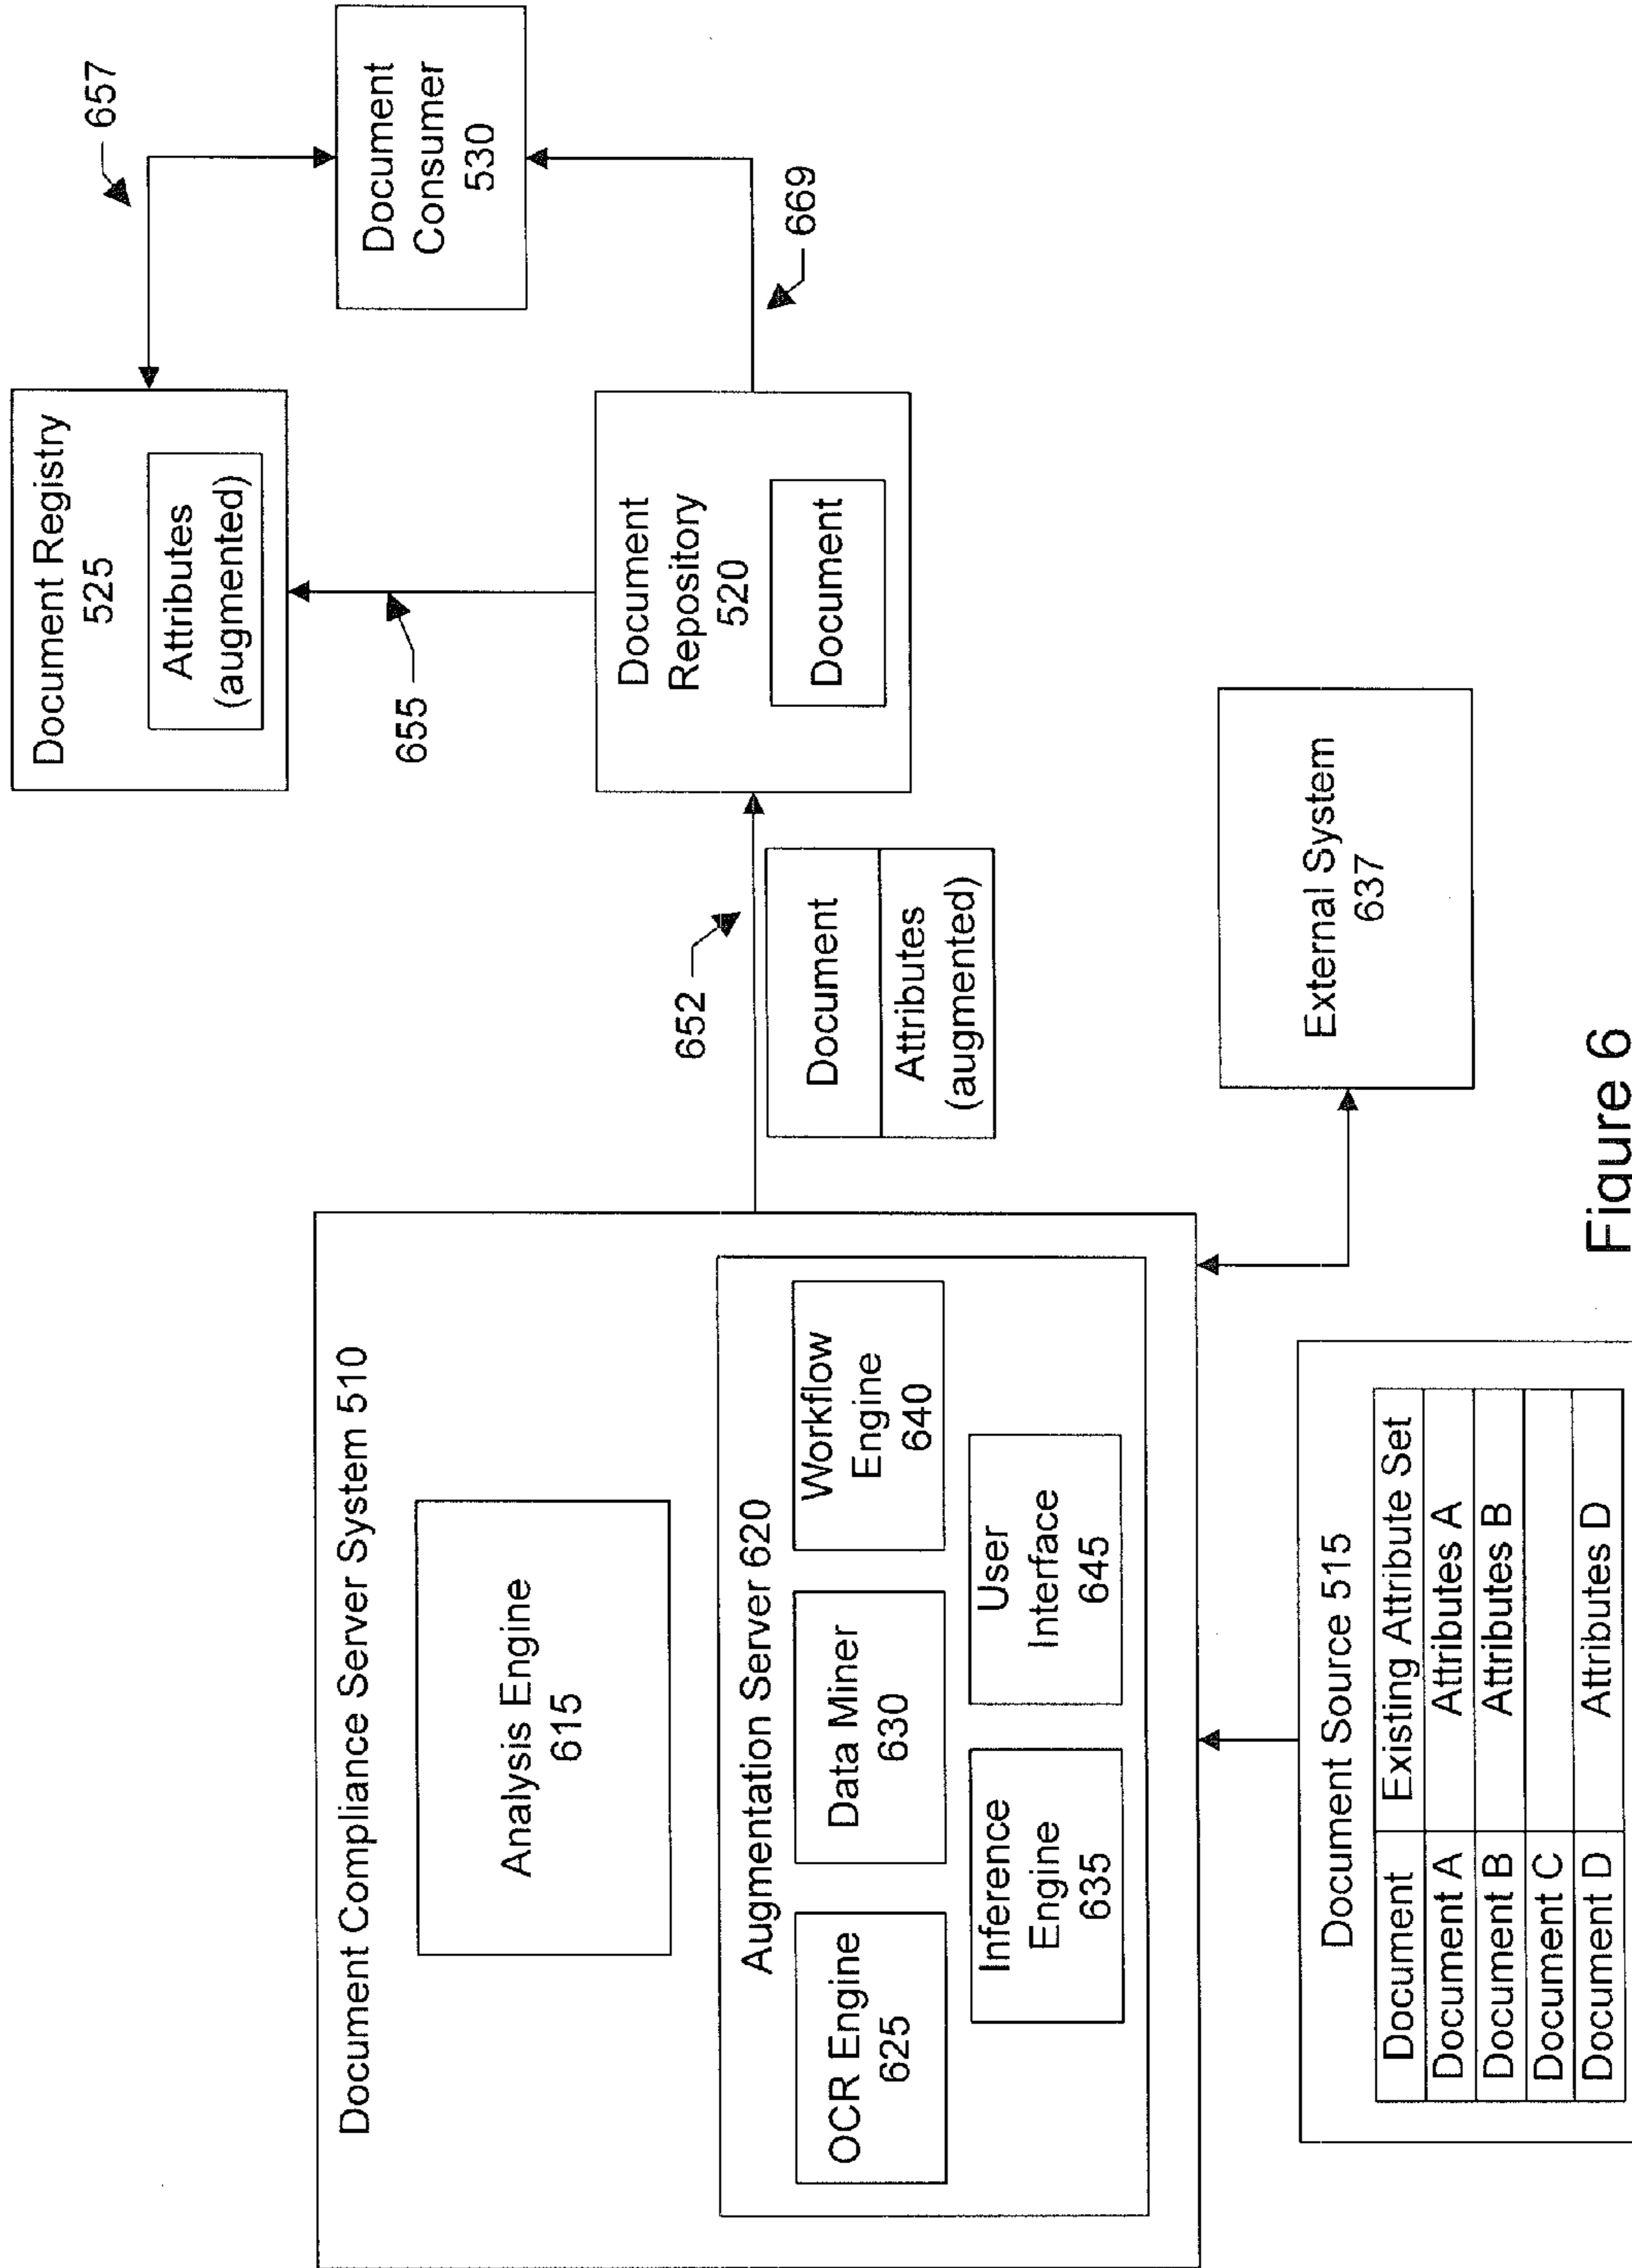 Document Compliance Server System 510
Analysis Engine
615
Augmentation Server 620
OCR Engine
625
Data Miner
630
Workflow
Engine
640
Inference
Engine
635
User
Interface
645
Document Source 515
Document Existing Attribute Set
Document A Attributes A
Document B Attributes B
Document C
Document D Attributes D
652
Document
Attributes
(augmented)
External System
637
Document Registry
525
Attributes
(augmented)
655
Document
Repository
520
Document
657
Document
Consumer
530
669
Figure 6